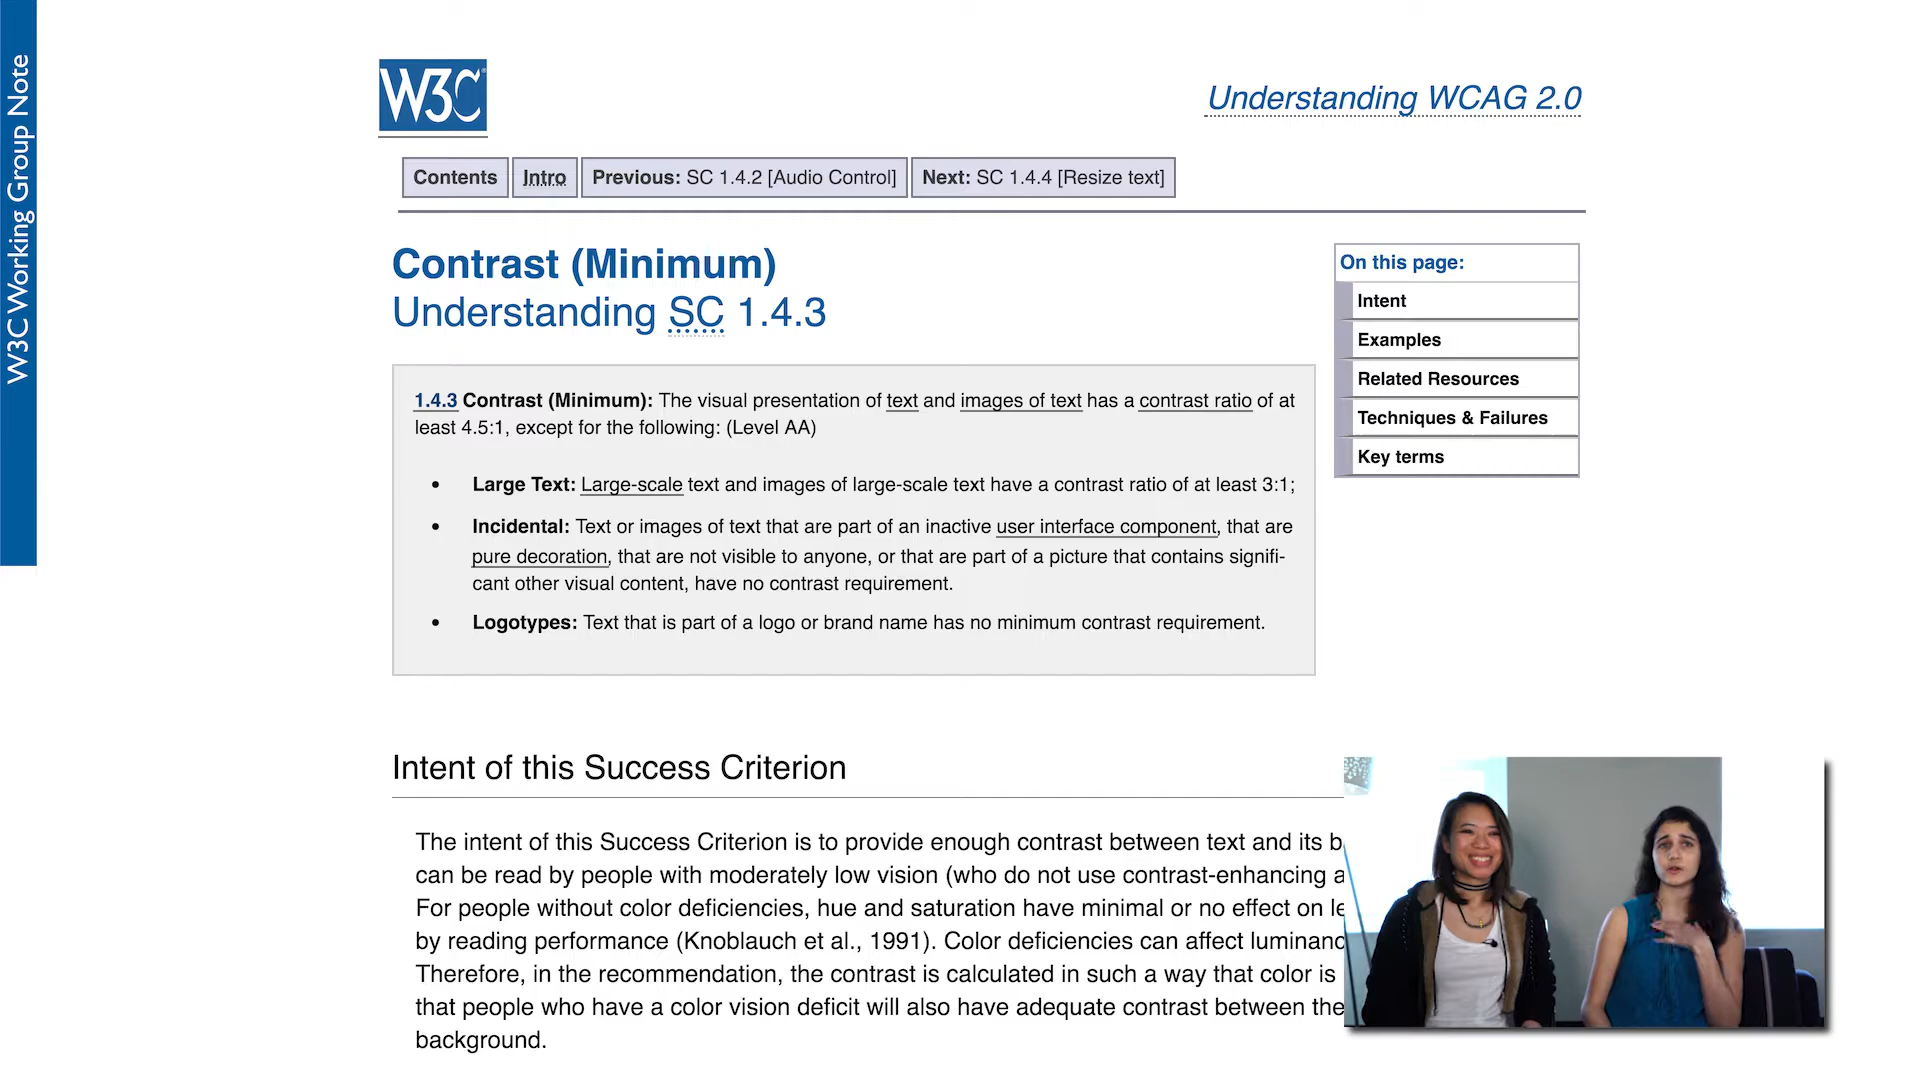 W3C Working Group Note
W3C
Understanding WCAG 2.0
Contents Intro Previous: SC 1.4.2 [Audio Control] Next: SC 1.4.4 [Resize text]
Contrast (Minimum)
Understanding SC 1.4.3
On this page:
Intent
Examples
Related Resources
Techniques & Failures
Key terms
1.4.3 Contrast (Minimum): The visual presentation of text and images of text has a contrast ratio of at
least 4.5:1, except for the following: (Level AA)
• Large Text: Large-scale text and images of large-scale text have a contrast ratio of at least 3:1;
• Incidental: Text or images of text that are part of an inactive user interface component, that are
pure decoration, that are not visible to anyone, or that are part of a picture that contains signifi-
cant other visual content, have no contrast requirement.
• Logotypes: Text that is part of a logo or brand name has no minimum contrast requirement.
Intent of this Success Criterion
The intent of this Success Criterion is to provide enough contrast between text and its
can be read by people with moderately low vision (who do not use contrast-enhancing
For people without color deficiencies, hue and saturation have minimal or no effect on
by reading performance (Knoblauch et al., 1991). Color deficiencies can affect
Therefore, in the recommendation, the contrast is calculated in such a way that color is
that people who have a color vision deficit will also have adequate contrast between the
background.